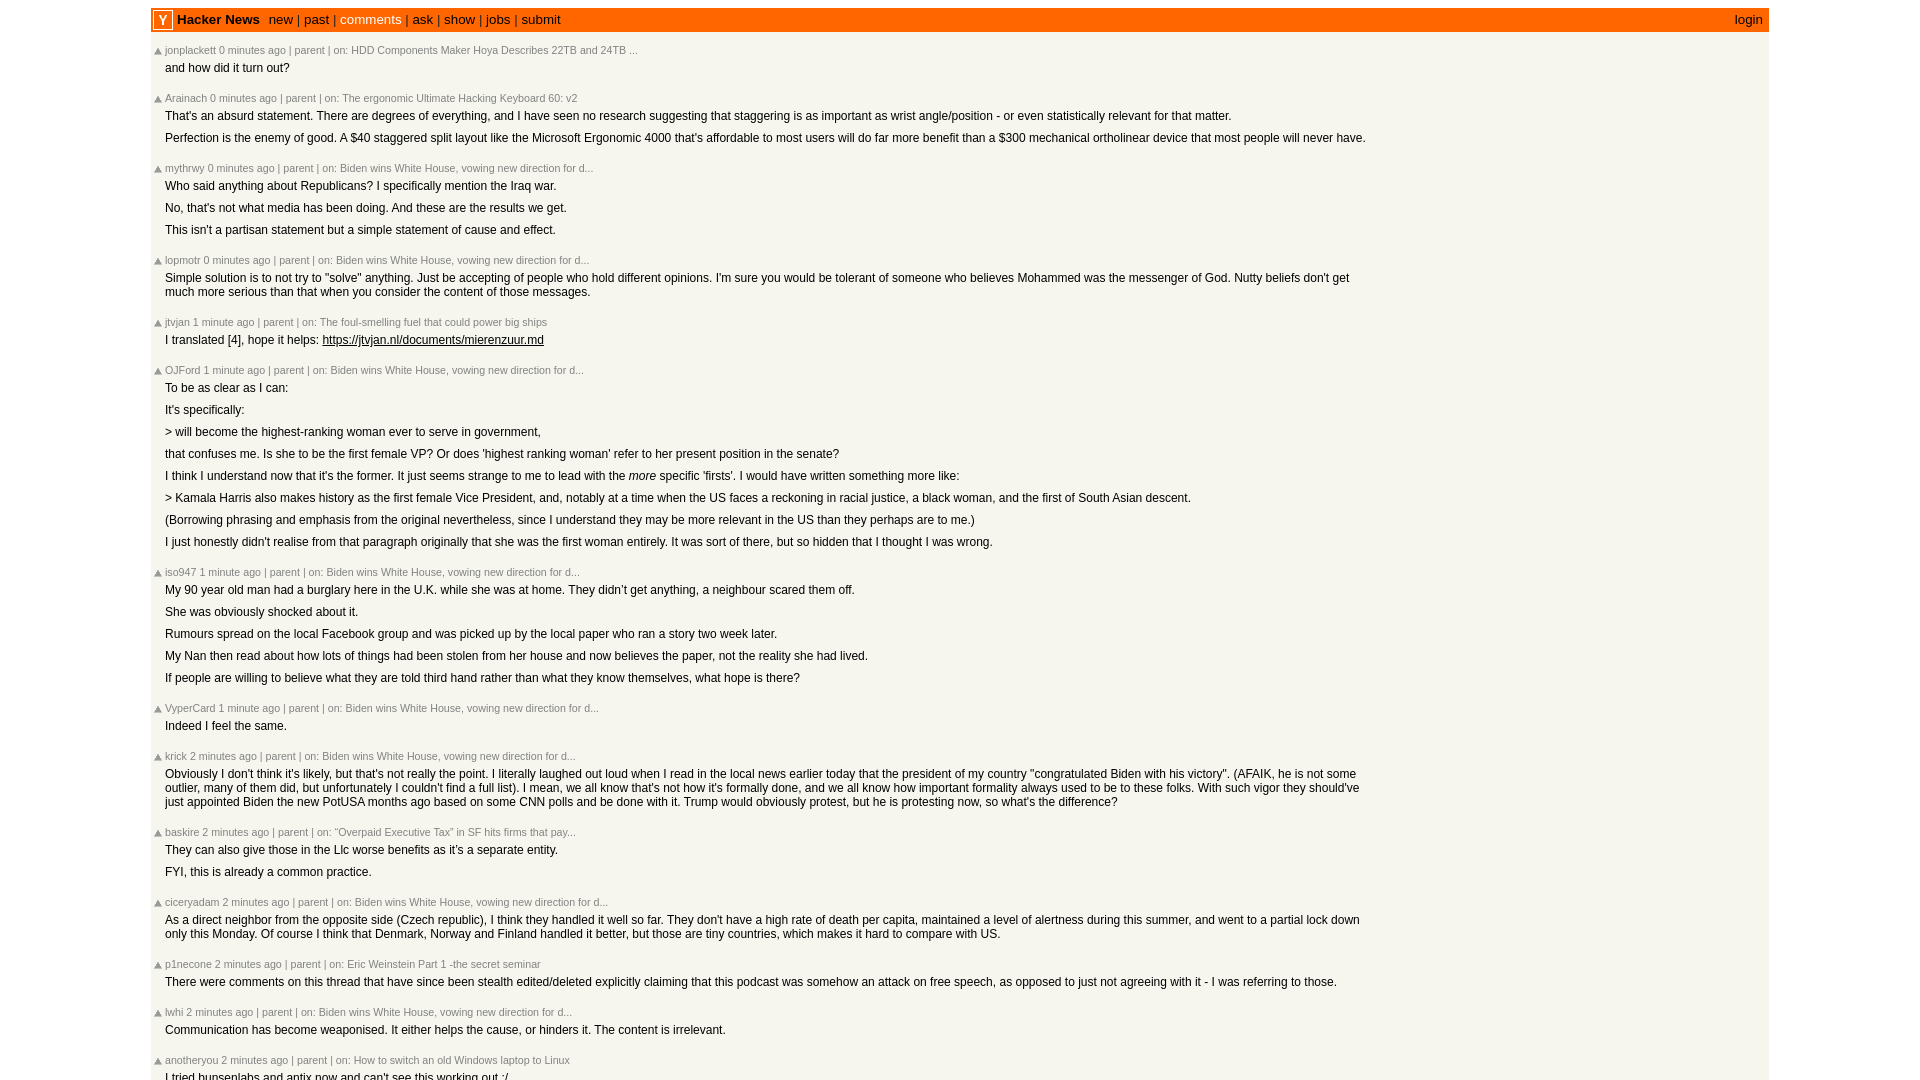 Y Hacker News new | past | comments | ask | show | jobs | submit login
jonplackett 0 minutes ago | parent | on: HDD Components Maker Hoya Describes 22TB and 24TB ...
and how did it turn out?
Arainach 0 minutes ago | parent | on: The ergonomic Ultimate Hacking Keyboard 60: v2
That's an absurd statement. There are degrees of everything, and I have seen no research suggesting that staggering is as important as wrist angle/position - or even statistically relevant for that matter.
Perfection is the enemy of good. A $40 staggered split layout like the Microsoft Ergonomic 4000 that's affordable to most users will do far more benefit than a $300 mechanical ortholinear device that most people will never have.
mythrwy 0 minutes ago | parent | on: Biden wins White House, vowing new direction for d...
Who said anything about Republicans? I specifically mention the Iraq war.
No, that's not what media has been doing. And these are the results we get.
This isn't a partisan statement but a simple statement of cause and effect.
lopmotr 0 minutes ago | parent | on: Biden wins White House, vowing new direction for d...
Simple solution is to not try to "solve" anything. Just be accepting of people who hold different opinions. I'm sure you would be tolerant of someone who believes Mohammed was the messenger of God. Nutty beliefs don't get
much more serious than that when you consider the content of those messages.
jtvjan 1 minute ago | parent | on: The foul-smelling fuel that could power big ships
I translated [4], hope it helps: https://jtvjan.nl/documents/mierenzuur.md
OJFord 1 minute ago | parent | on: Biden wins White House, vowing new direction for d...
To be as clear as I can:
It's specifically:
> will become the highest-ranking woman ever to serve in government,
that confuses me. Is she to be the first female VP? Or does 'highest ranking woman' refer to her present position in the senate?
I think I understand now that it's the former. It just seems strange to me to lead with the more specific 'firsts'. I would have written something more like:
> Kamala Harris also makes history as the first female Vice President, and, notably at a time when the US faces a reckoning in racial justice, a black woman, and the first of South Asian descent.
(Borrowing phrasing and emphasis from the original nevertheless, since I understand they may be more relevant in the US than they perhaps are to me.)
I just honestly didn't realise from that paragraph originally that she was the first woman entirely. It was sort of there, but so hidden that I thought I was wrong.
iso947 1 minute ago | parent | on: Biden wins White House, vowing new direction for d...
My 90 year old man had a burglary here in the U.K. while she was at home. They didn’t get anything, a neighbour scared them off.
She was obviously shocked about it.
Rumours spread on the local Facebook group and was picked up by the local paper who ran a story two week later.
My Nan then read about how lots of things had been stolen from her house and now believes the paper, not the reality she had lived.
If people are willing to believe what they are told third hand rather than what they know themselves, what hope is there?
VyperCard 1 minute ago | parent | on: Biden wins White House, vowing new direction for d...
Indeed I feel the same.
krick 2 minutes ago | parent | on: Biden wins White House, vowing new direction for d...
Obviously I don't think it's likely, but that's not really the point. I literally laughed out loud when I read in the local news earlier today that the president of my country "congratulated Biden with his victory". (AFAIK, he is not some
outlier, many of them did, but unfortunately I couldn't find a full list). I mean, we all know that's not how it's formally done, and we all know how important formality always used to be to these folks. With such vigor they should've
just appointed Biden the new PotUSA months ago based on some CNN polls and be done with it. Trump would obviously protest, but he is protesting now, so what's the difference?
baskire 2 minutes ago | parent | on: “Overpaid Executive Tax” in SF hits firms that pay...
They can also give those in the Llc worse benefits as it’s a separate entity.
FYI, this is already a common practice.
ciceryadam 2 minutes ago | parent | on: Biden wins White House, vowing new direction for d...
As a direct neighbor from the opposite side (Czech republic), I think they handled it well so far. They don't have a high rate of death per capita, maintained a level of alertness during this summer, and went to a partial lock down
only this Monday. Of course I think that Denmark, Norway and Finland handled it better, but those are tiny countries, which makes it hard to compare with US.
p1necone 2 minutes ago | parent | on: Eric Weinstein Part 1 -the secret seminar
There were comments on this thread that have since been stealth edited/deleted explicitly claiming that this podcast was somehow an attack on free speech, as opposed to just not agreeing with it - I was referring to those.
lwhi 2 minutes ago | parent | on: Biden wins White House, vowing new direction for d...
Communication has become weaponised. It either helps the cause, or hinders it. The content is irrelevant.
anotheryou 2 minutes ago | parent | on: How to switch an old Windows laptop to Linux
I tried bunsenlabs and antix now and can't see this working out :/